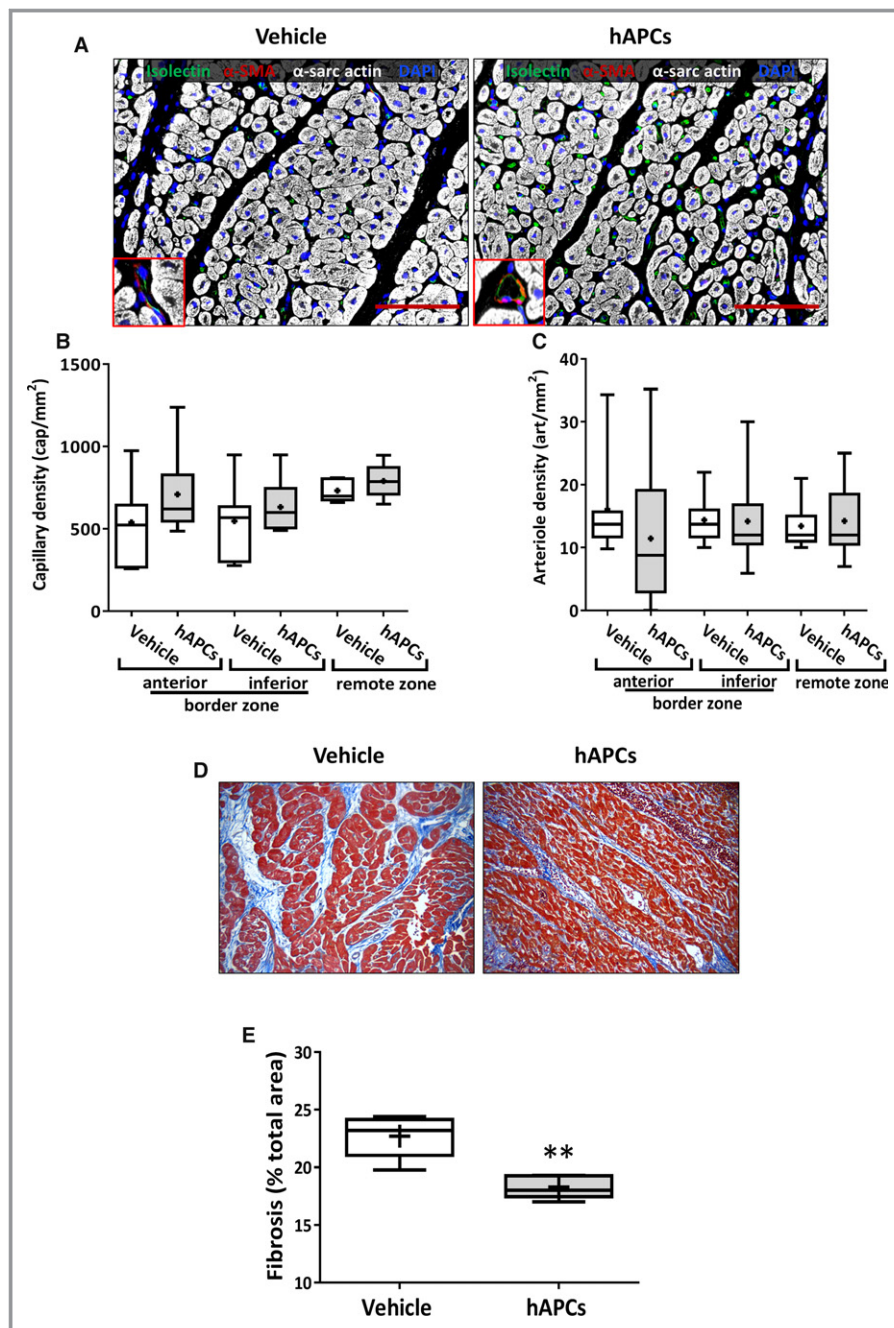 A
Vehicle
hAPCs
Isolectin α-SMA α-sarc actin DAPI
Isolectin α-SMA α-sarc actin DAPI
B
1500
1000
500
0
Capillary density (cap/mm²)
Vehicle
hAPCs
Vehicle
hAPCs
Vehicle
hAPCs
anterior
inferior
remote zone
border zone
C
40
30
20
10
0
Arteriole density (art/mm²)
Vehicle
hAPCs
Vehicle
hAPCs
Vehicle
hAPCs
anterior
inferior
remote zone
border zone
D
Vehicle
hAPCs
E
30
25
20
15
10
Fibrosis (% total area)
**
Vehicle
hAPCs